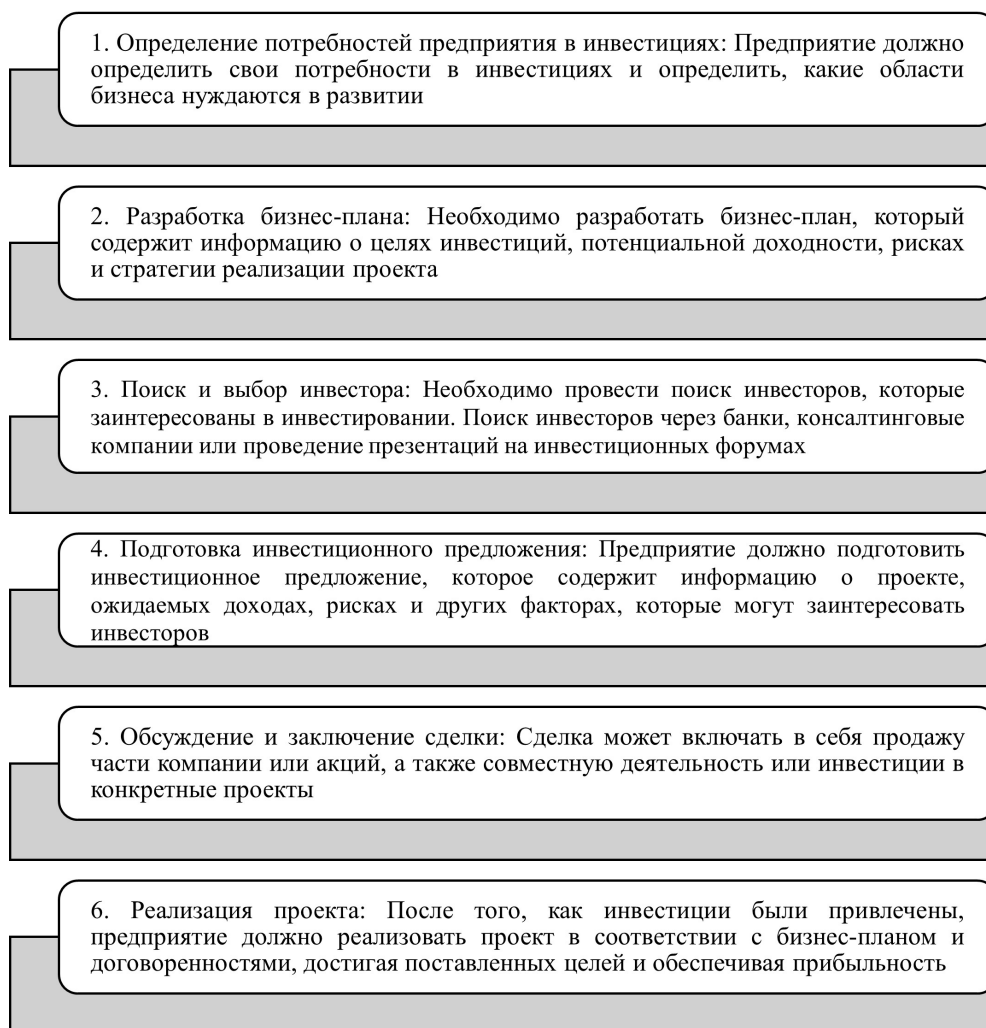 1. Определение потребностей предприятия в инвестициях: Предприятие должно
определить свои потребности в инвестициях и определить, какие области
бизнеса нуждаются в развитии
2. Разработка бизнес-плана: Необходимо разработать бизнес-план, который
содержит информацию о целях инвестиций, потенциальной доходности, рисках
и стратегии реализации проекта
3. Поиск и выбор инвестора: Необходимо провести поиск инвесторов, которые
заинтересованы в инвестировании. Поиск инвесторов через банки, консалтинговые
компании или проведение презентаций на инвестиционных форумах
4. Подготовка инвестиционного предложения: Предприятие должно подготовить
инвестиционное предложение, которое содержит информацию о проекте,
ожидаемых доходах, рисках и других факторах, которые могут заинтересовать
инвесторов
5. Обсуждение и заключение сделки: Сделка может включать в себя продажу
части компании или акций, а также совместную деятельность или инвестиции в
конкретные проекты
6. Реализация проекта: После того, как инвестиции были привлечены,
предприятие должно реализовать проект в соответствии с бизнес-планом и
договоренностями, достигая поставленных целей и обеспечивая прибыльность